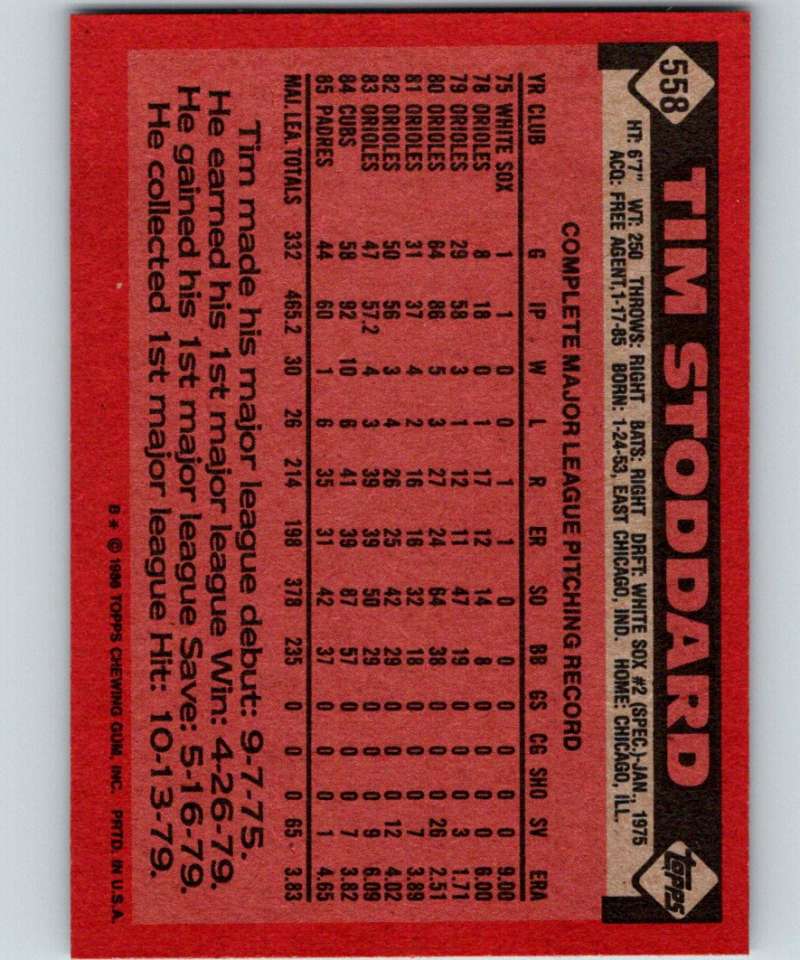 558
TIM STODDARD
topps
HT: 6'7" WT: 250 THROWS: RIGHT BATS: RIGHT DRFT: WHITE SOX #2 (SPEC.)-JAN., 1975
ACQ: FREE AGENT,1-17-85 BORN: 1-24-53, EAST CHICAGO, IND. HOME: CHICAGO, ILL.
COMPLETE MAJOR LEAGUE PITCHING RECORD
YR CLUB G IP W L R ER SO BB GS CG SHO SV ERA
75 WHITE SOX 1 1 0 0 1 1 0 0 0 0 0 0 9.00
78 ORIOLES 8 18 0 1 17 12 14 8 0 0 0 0 6.00
79 ORIOLES 29 58 3 1 12 11 47 19 0 0 0 3 1.71
80 ORIOLES 64 86 5 3 27 24 64 38 0 0 0 26 2.51
81 ORIOLES 31 37 4 2 16 16 32 18 0 0 0 7 3.89
82 ORIOLES 50 56 3 4 26 25 42 29 0 0 0 12 4.02
83 ORIOLES 47 57.2 4 3 39 39 50 29 0 0 0 9 6.09
84 CUBS 58 92 10 6 41 39 87 57 0 0 0 7 3.82
85 PADRES 44 60 1 6 35 31 42 37 0 0 0 1 4.65
MAJ. LEA. TOTALS 332 465.2 30 26 214 198 378 235 0 0 0 65 3.83
Tim made his major league debut: 9-7-75.
He earned his 1st major league Win: 4-26-79.
He gained his 1st major league Save: 5-16-79.
He collected 1st major league Hit: 10-13-79.
B* © 1986 TOPPS CHEWING GUM, INC. PRTD. IN U.S.A.